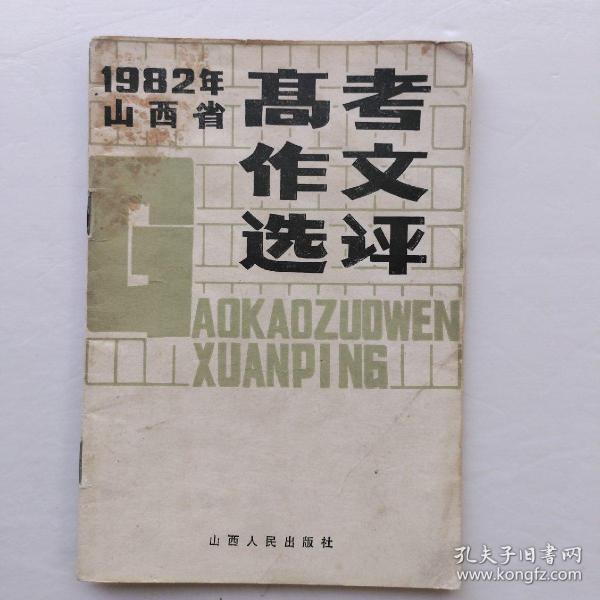 1982年
山西省
高考
作文
选评
GAOKAOZUOWEN
XUANPING
山西人民出版社
孔夫子旧书网
www.kongfz.com